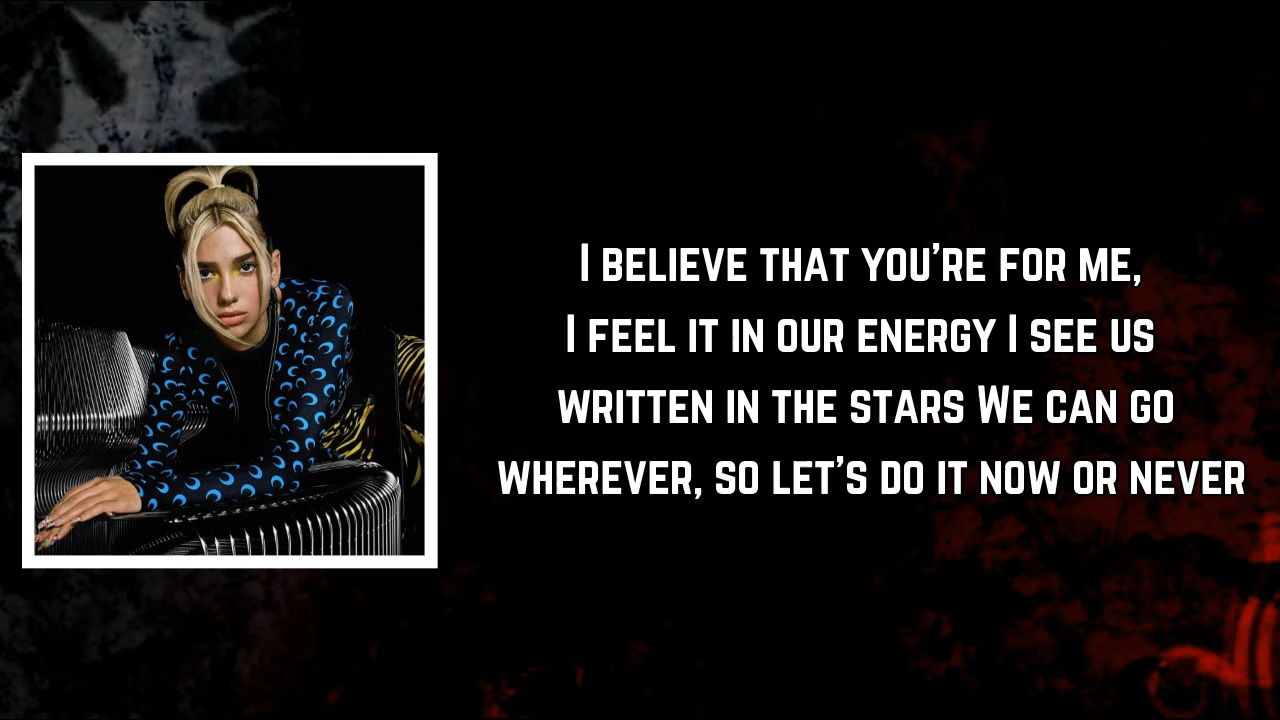 I believe that you're for me,
I feel it in our energy I see us
written in the stars We can go
wherever, so let's do it now or never